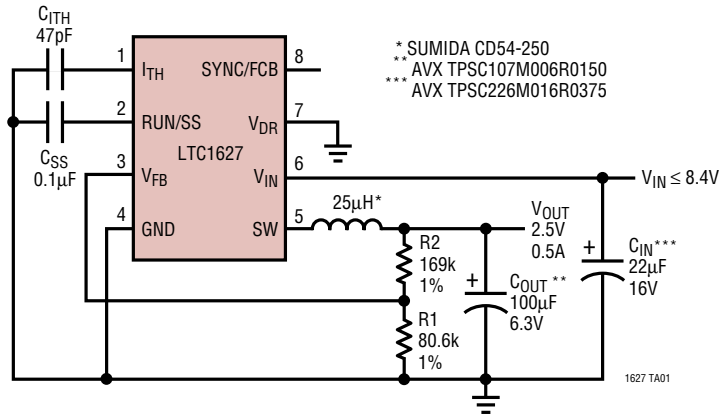 C_ITH
47pF
* SUMIDA CD54-250
** AVX TPSC107M006R0150
*** AVX TPSC226M016R0375
1
I_TH
SYNC/FCB
8
2
RUN/SS
V_DR
7
LTC1627
C_SS
0.1µF
3
V_FB
V_IN
6
V_IN ≤ 8.4V
4
GND
SW
5
25µH*
V_OUT
2.5V
0.5A
R2
169k
1%
+
C_OUT**
100µF
6.3V
+
C_IN***
22µF
16V
R1
80.6k
1%
1627 TA01